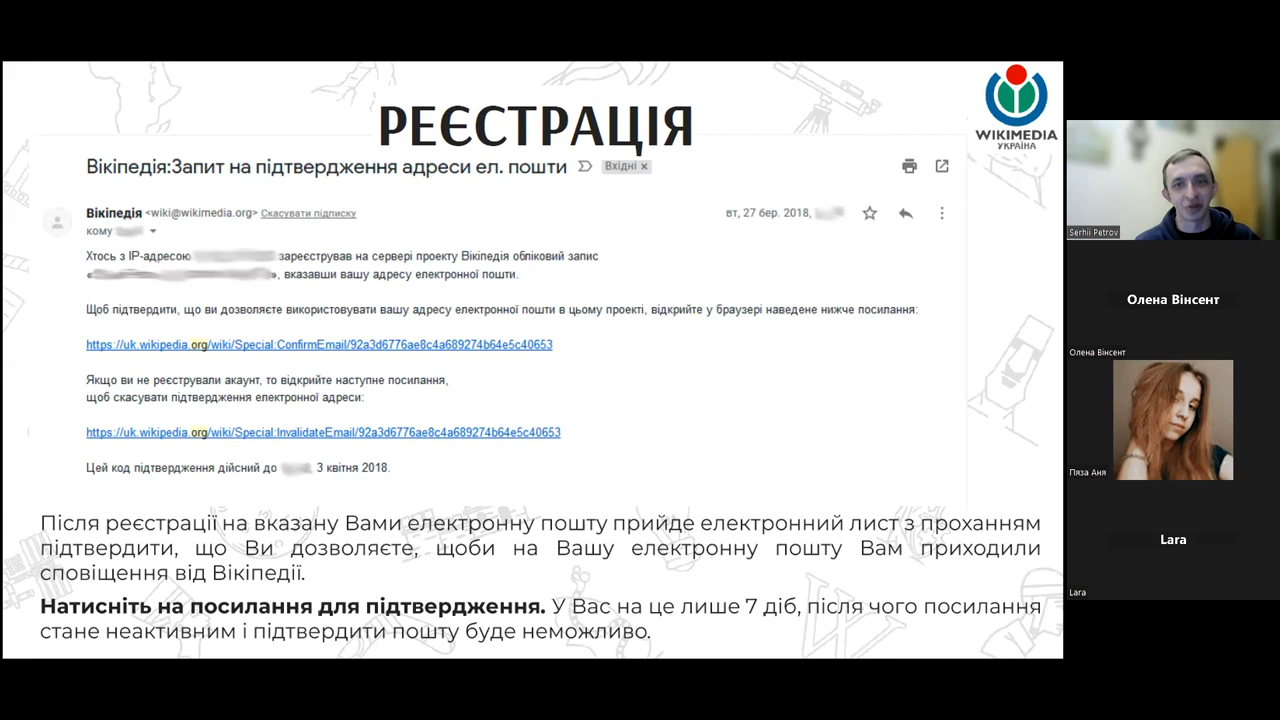 РЕЄСТРАЦІЯ
WIKIMEDIA
УКРАЇНА
Вікіпедія:Запит на підтвердження адреси ел. пошти
Вхідні ×
Вікіпедія <wiki@wikimedia.org> Скасувати підписку
вт, 27 бер. 2018,
кому
Хтось з IP-адресою зареєстрував на сервері проекту Вікіпедія обліковий запис
« », вказавши вашу адресу електронної пошти.
Щоб підтвердити, що ви дозволяєте використовувати вашу адресу електронної пошти в цьому проекті, відкрийте у браузері наведене нижче посилання:
https://uk.wikipedia.org/wiki/Special:ConfirmEmail/92a3d6776ae8c4a689274b64e5c40653
Якщо ви не реєстрували акаунт, то відкрийте наступне посилання,
щоб скасувати підтвердження електронної адреси:
https://uk.wikipedia.org/wiki/Special:InvalidateEmail/92a3d6776ae8c4a689274b64e5c40653
Цей код підтвердження дійсний до , 3 квітня 2018.
Після реєстрації на вказану Вами електронну пошту прийде електронний лист з проханням
підтвердити, що Ви дозволяєте, щоби на Вашу електронну пошту Вам приходили
сповіщення від Вікіпедії.
Натисніть на посилання для підтвердження. У Вас на це лише 7 діб, після чого посилання
стане неактивним і підтвердити пошту буде неможливо.
Serhii Petrov
Олена Вінсент
Олена Вінсент
Пяза Аня
Lara
Lara